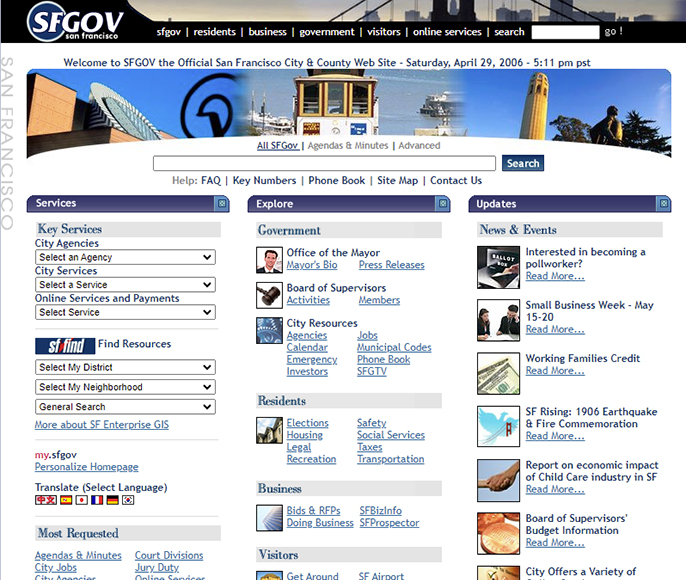 SFGOV
san francisco
sfgov | residents | business | government | visitors | online services | search
go !
SAN FRANCISCO
Welcome to SFGOV the Official San Francisco City & County Web Site - Saturday, April 29, 2006 - 5:11 pm pst
All SFGov | Agendas & Minutes | Advanced
Search
Help: FAQ | Key Numbers | Phone Book | Site Map | Contact Us
Services
Key Services
City Agencies
Select an Agency
City Services
Select a Service
Online Services and Payments
Select Service
sf find Find Resources
Select My District
Select My Neighborhood
General Search
More about SF Enterprise GIS
my.sfgov
Personalize Homepage
Translate (Select Language)
中文
Most Requested
Agendas & Minutes Court Divisions
City Jobs Jury Duty
City Agencies Online Services
Explore
Government
Office of the Mayor
Mayor's Bio Press Releases
Board of Supervisors
Activities Members
City Resources
Agencies Jobs
Calendar Municipal Codes
Emergency Phone Book
Investors SFGTV
Residents
Elections Safety
Housing Social Services
Legal Taxes
Recreation Transportation
Business
Bids & RFPs SFBizInfo
Doing Business SFProspector
Visitors
Get Around SF Airport
Updates
News & Events
BALLOT
BOX
Interested in becoming a
pollworker?
Read More...
Small Business Week - May
15-20
Read More...
Working Families Credit
Read More...
SF Rising: 1906 Earthquake
& Fire Commemoration
Read More...
Report on economic impact
of Child Care industry in SF
Read More...
Board of Supervisors'
Budget Information
Read More...
City Offers a Variety of